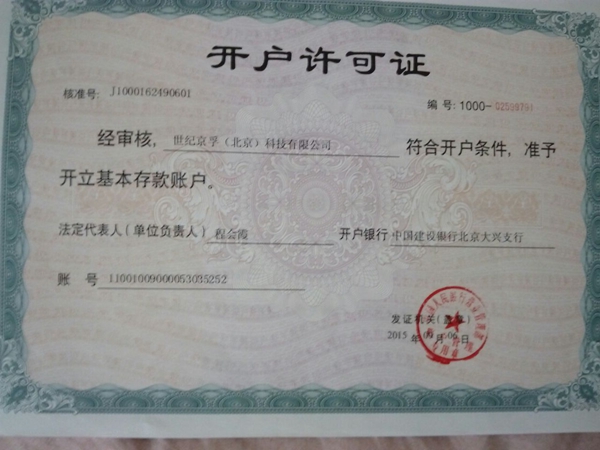 开户许可证
核准号: J1000162490601
编号: 1000-02599791
经审核, 世纪京孚(北京)科技有限公司 符合开户条件, 准予
开立基本存款账户。
法定代表人(单位负责人) 程会霞 开户银行 中国建设银行北京大兴支行
账 号 11001009000053035252
发证机关(盖章)
2015 年 月 日